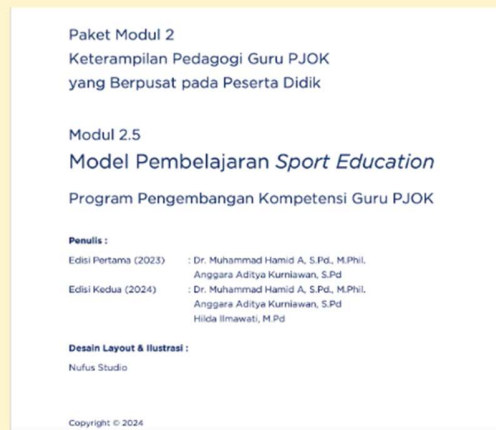 Paket Modul 2
Keterampilan Pedagogi Guru PJOK
yang Berpusat pada Peserta Didik
Modul 2.5
Model Pembelajaran Sport Education
Program Pengembangan Kompetensi Guru PJOK
Penulis :
Edisi Pertama (2023) : Dr. Muhammad Hamid A, S.Pd., M.Phil.
Anggara Aditya Kurniawan, S.Pd
Edisi Kedua (2024) : Dr. Muhammad Hamid A, S.Pd., M.Phil.
Anggara Aditya Kurniawan, S.Pd
Hilda Ilmawati, M.Pd
Desain Layout & Ilustrasi :
Nufus Studio
Copyright © 2024